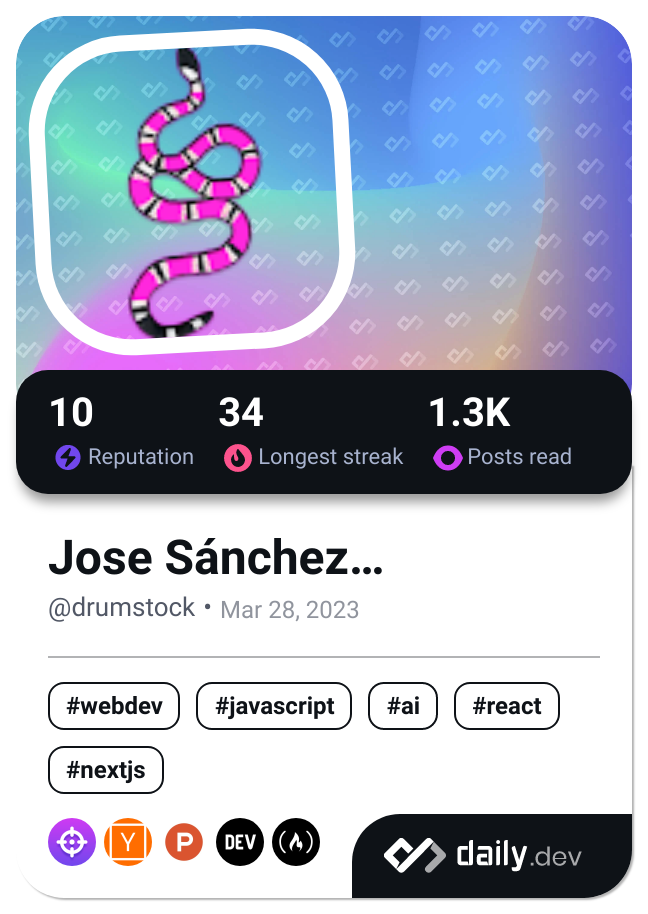 10 34 1.3K
Reputation Longest streak Posts read
Jose Sánchez…
@drumstock • Mar 28, 2023
#webdev #javascript #ai #react
#nextjs
Y P DEV
daily.dev